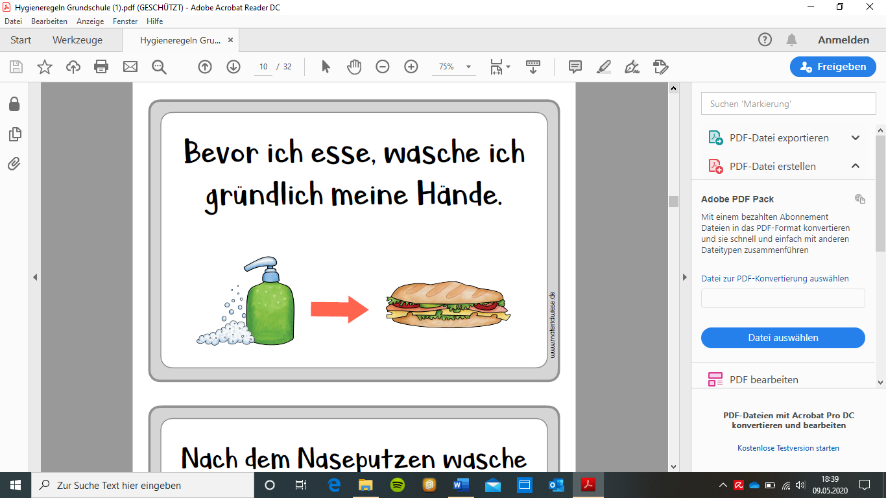 Hygieneregeln Grundschule (1).pdf (GESCHÜTZT) - Adobe Acrobat Reader DC
Datei Bearbeiten Anzeige Fenster Hilfe
Start Werkzeuge Hygieneregeln Gru... × Anmelden
10 / 32 75% Freigeben
Bevor ich esse, wasche ich
gründlich meine Hände.
Nach dem Naseputzen wasche
Suchen 'Markierung'
PDF-Datei exportieren
PDF-Datei erstellen
Adobe PDF Pack
Mit einem bezahlten Abonnement
Dateien in das PDF-Format konvertieren
und sie schnell und einfach mit anderen
Dateitypen zusammenführen
Datei zur PDF-Konvertierung auswählen
Datei auswählen
PDF bearbeiten
PDF-Dateien mit Acrobat Pro DC
konvertieren und bearbeiten
Kostenlose Testversion starten
Zur Suche Text hier eingeben
18:39
09.05.2020